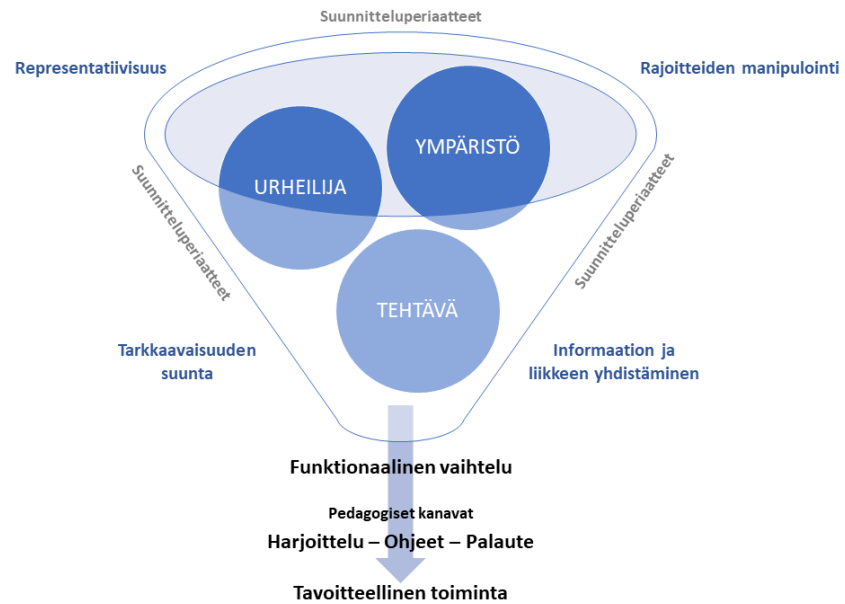 Suunnitteluperiaatteet
Representatiivisuus
Rajoitteiden manipulointi
YMPÄRISTÖ
URHEILIJA
Suunnitteluperiaatteet
Suunnitteluperiaatteet
TEHTÄVÄ
Tarkkaavaisuuden
suunta
Informaation ja
liikkeen yhdistäminen
Funktionaalinen vaihtelu
Pedagogiset kanavat
Harjoittelu – Ohjeet – Palaute
Tavoitteellinen toiminta